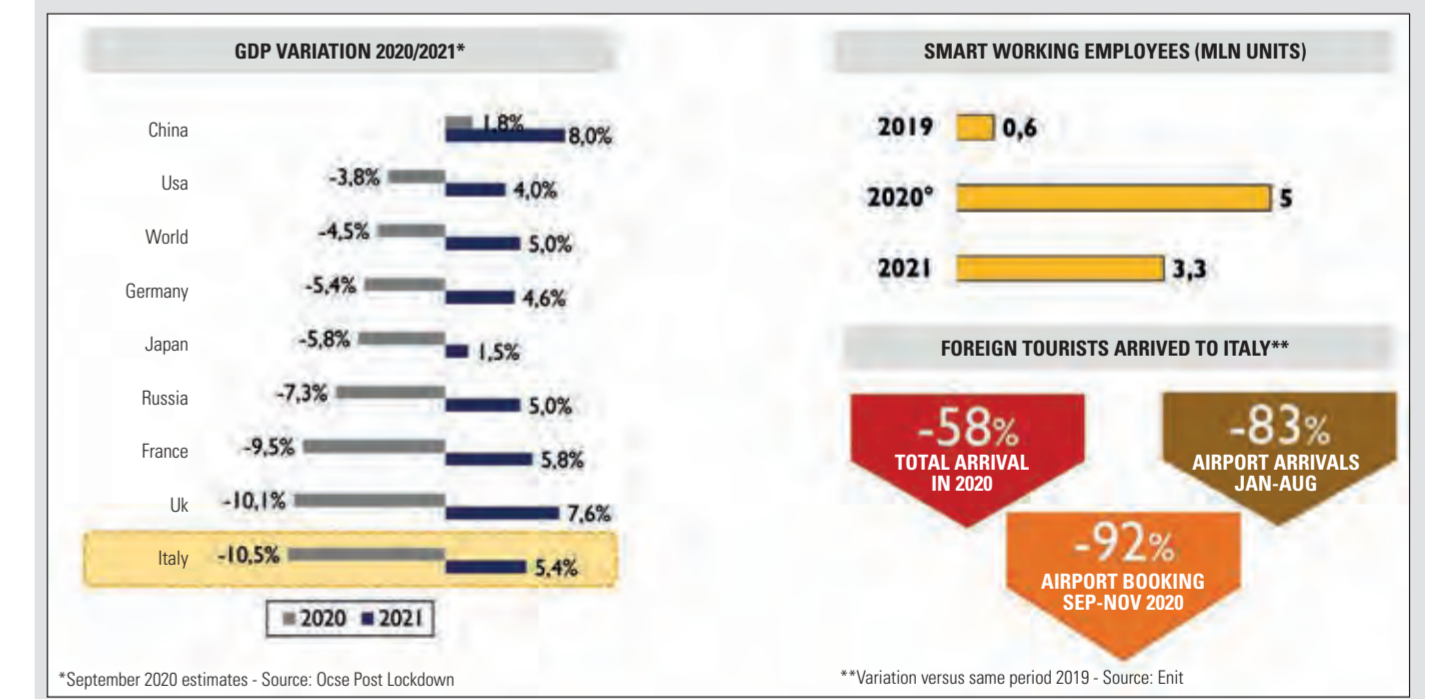 GDP VARIATION 2020/2021*
China
1,8%
8,0%
Usa
-3,8%
4,0%
World
-4,5%
5,0%
Germany
-5,4%
4,6%
Japan
-5,8%
1,5%
Russia
-7,3%
5,0%
France
-9,5%
5,8%
Uk
-10,1%
7,6%
Italy
-10,5%
5,4%
2020 2021
*September 2020 estimates - Source: Ocse Post Lockdown
SMART WORKING EMPLOYEES (MLN UNITS)
2019 0,6
2020° 5
2021 3,3
FOREIGN TOURISTS ARRIVED TO ITALY**
-58%
TOTAL ARRIVAL
IN 2020
-83%
AIRPORT ARRIVALS
JAN-AUG
-92%
AIRPORT BOOKING
SEP-NOV 2020
**Variation versus same period 2019 - Source: Enit